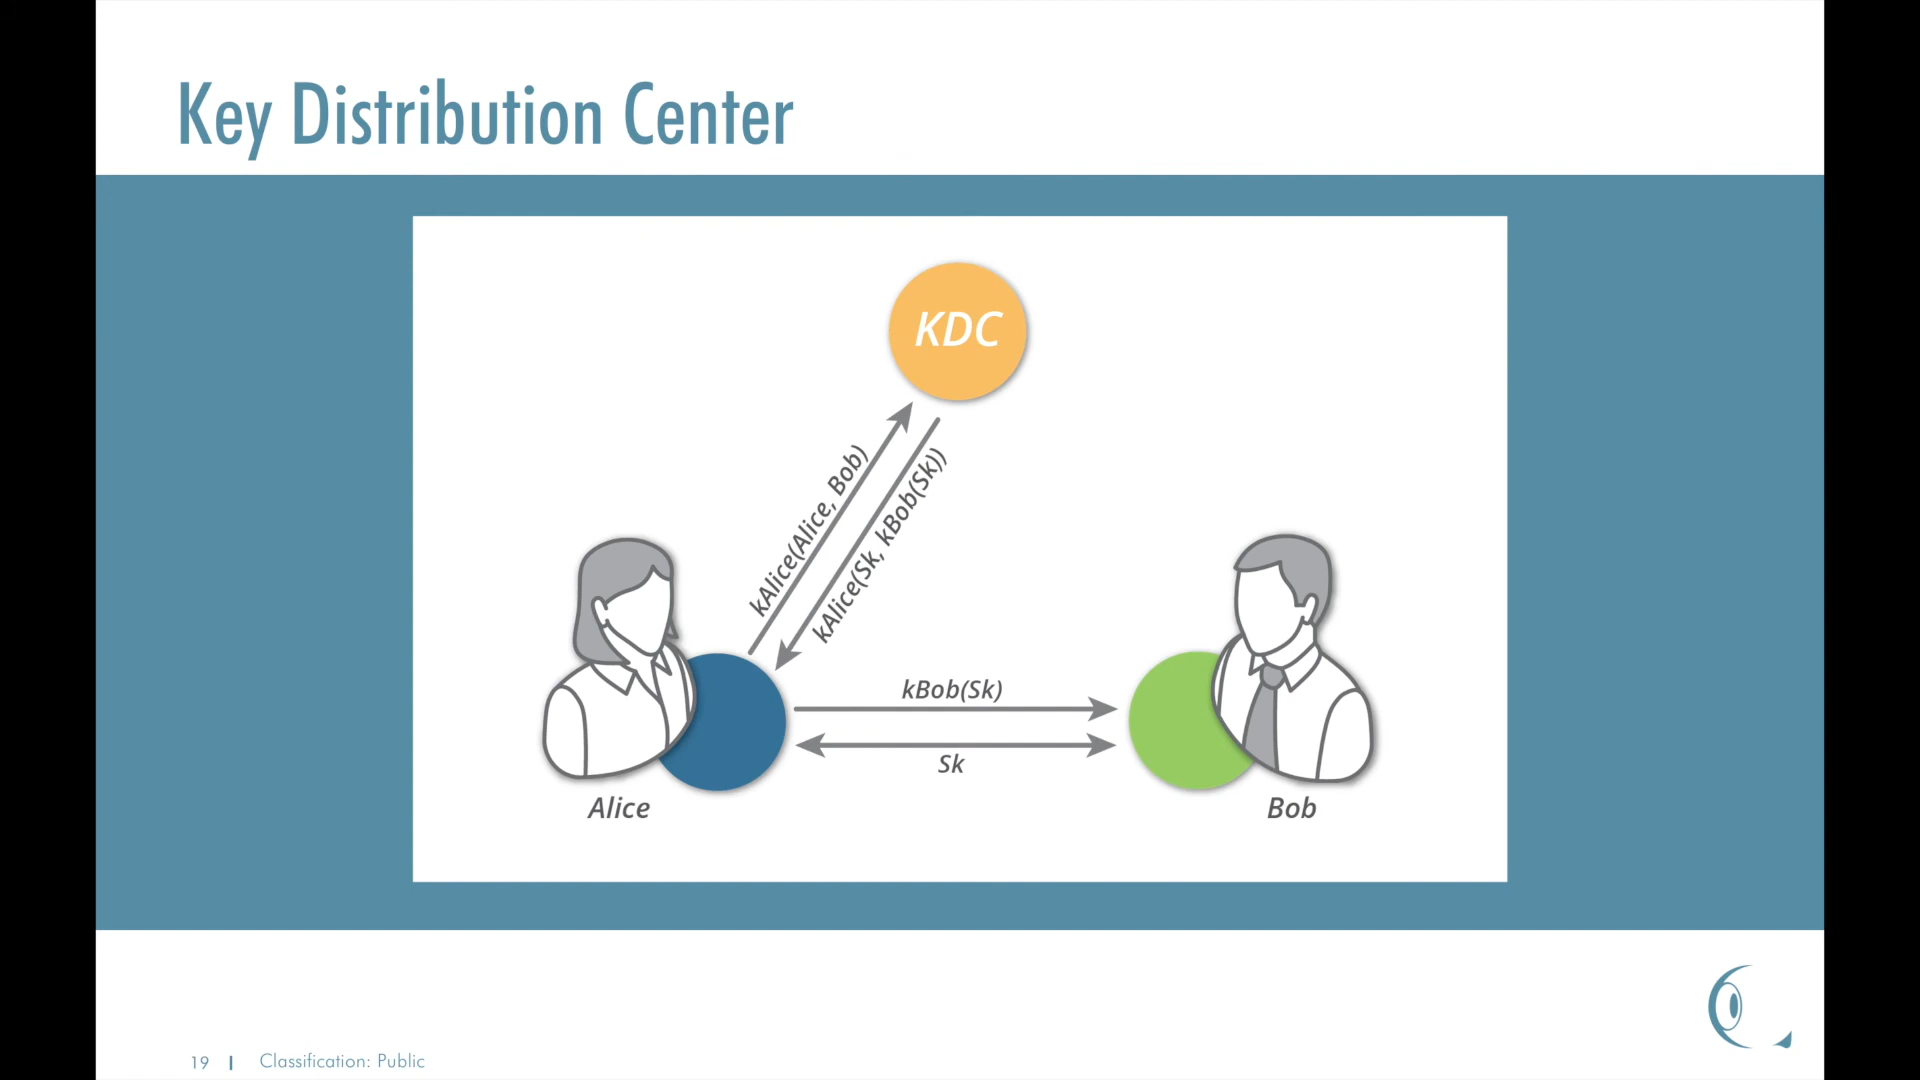 Key Distribution Center
KDC
kAlice(Alice, Bob)
kAlice(Sk, kBob(Sk))
kBob(Sk)
Sk
Alice
Bob
19 | Classification: Public